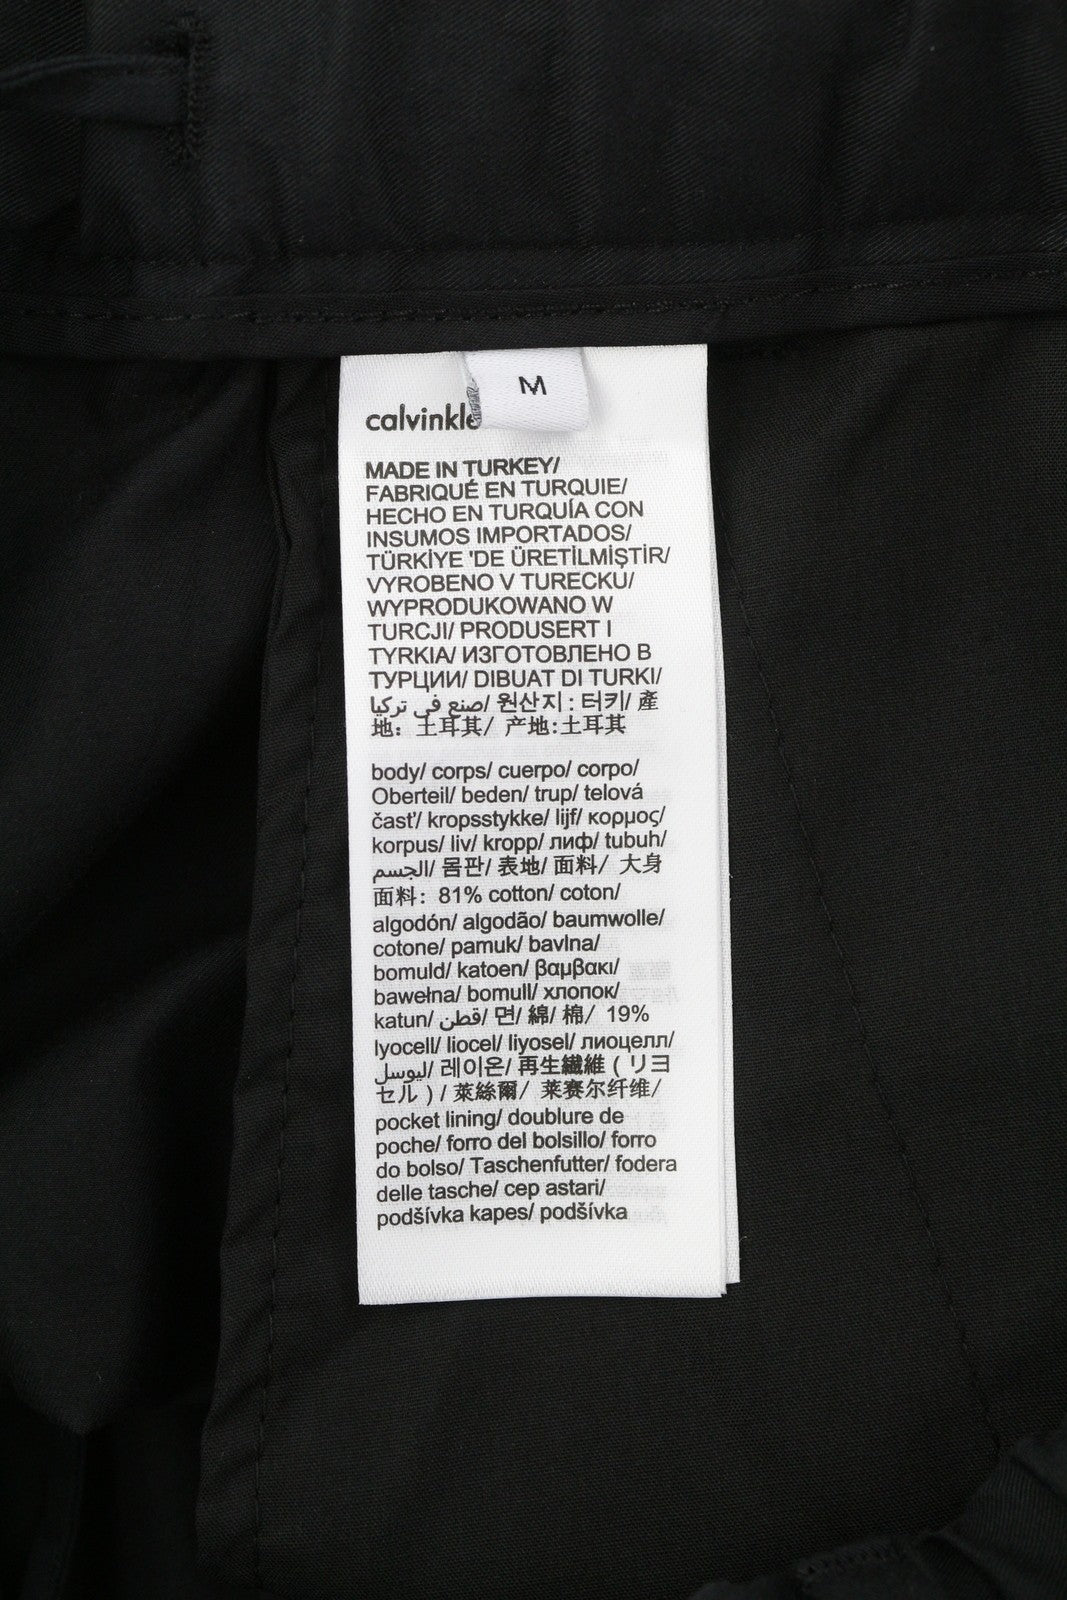 M
calvinkle
MADE IN TURKEY/
FABRIQUÉ EN TURQUIE/
HECHO EN TURQUÍA CON
INSUMOS IMPORTADOS/
TÜRKİYE 'DE ÜRETİLMİŞTİR/
VYROBENO V TURECKU/
WYPRODUKOWANO W
TURCJI/ PRODUSERT I
TYRKIA/ ИЗГОТОВЛЕНО В
ТУРЦИИ/ DIBUAT DI TURKI/
صنع في تركيا/ 원산지 : 터키/ 產
地：土耳其/ 产地:土耳其
body/ corps/ cuerpo/ corpo/
Oberteil/ beden/ trup/ telová
časť/ kropsstykke/ lijf/ κορμος/
korpus/ liv/ kropp/ лиф/ tubuh/
الجسم/ 몸판/ 表地/ 面料/ 大身
面料：81% cotton/ coton/
algodón/ algodão/ baumwolle/
cotone/ pamuk/ bavlna/
bomuld/ katoen/ βαμβακι/
bawełna/ bomull/ хлопок/
katun/ قطن/ 면/ 綿/ 棉/ 19%
lyocell/ liocel/ liyosel/ лиоцелл/
ليوسل/ 레이온/ 再生繊維 ( リヨ
セル ) / 萊絲爾/ 莱赛尔纤维/
pocket lining/ doublure de
poche/ forro del bolsillo/ forro
do bolso/ Taschenfutter/ fodera
delle tasche/ cep astari/
podšívka kapes/ podšívka